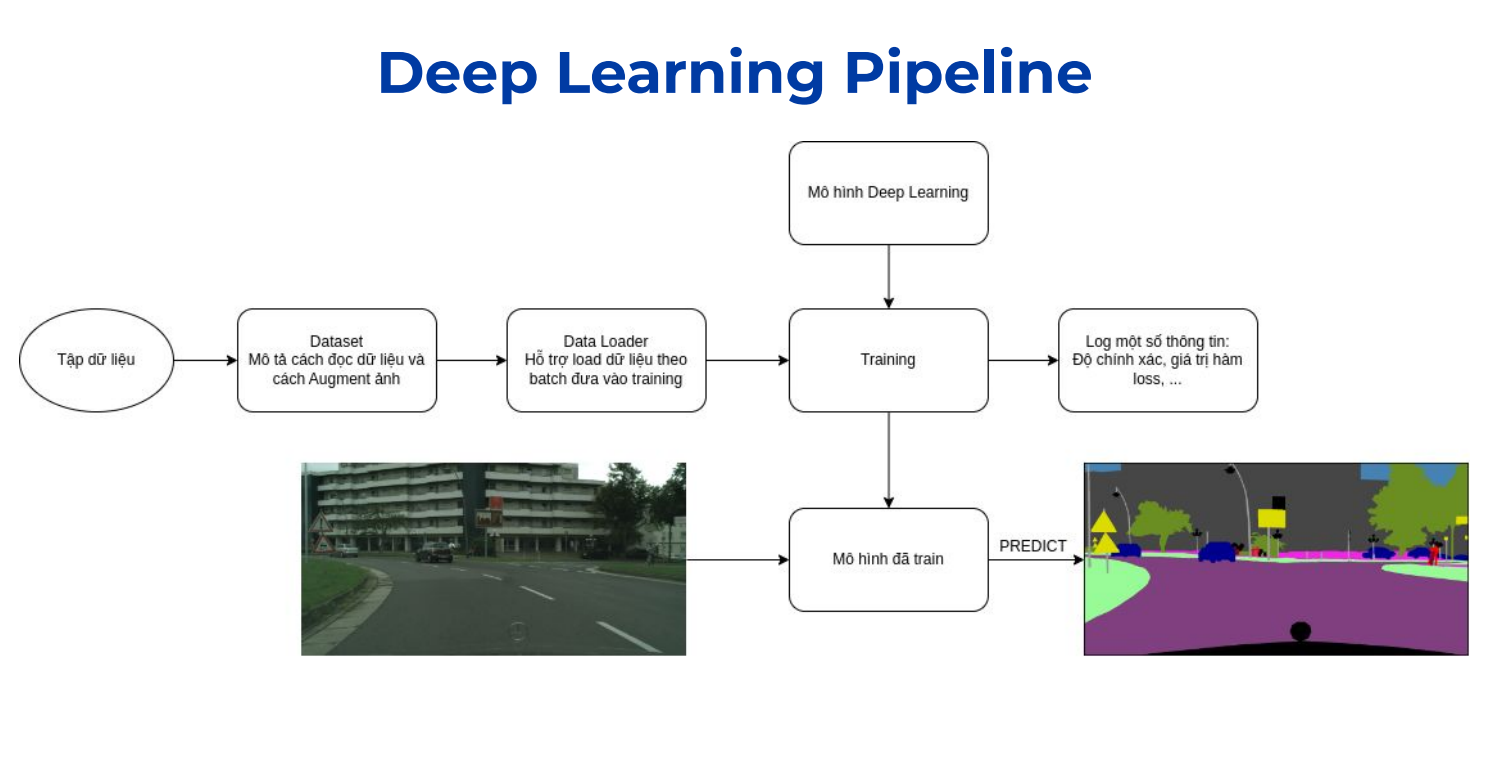 Deep Learning Pipeline
Mô hình Deep Learning
Tập dữ liệu
Dataset
Mô tả cách đọc dữ liệu và
cách Augment ảnh
Data Loader
Hỗ trợ load dữ liệu theo
batch đưa vào training
Training
Log một số thông tin:
Độ chính xác, giá trị hàm
loss, ...
Mô hình đã train
PREDICT